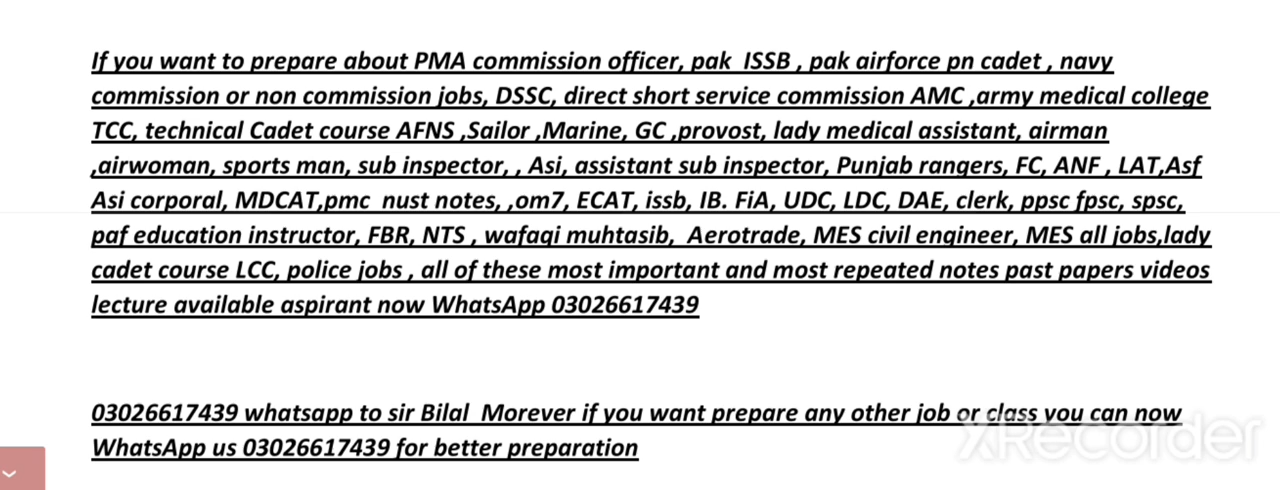 If you want to prepare about PMA commission officer, pak  ISSB , pak airforce pn cadet , navy
commission or non commission jobs, DSSC, direct short service commission AMC ,army medical college
TCC, technical Cadet course AFNS ,Sailor ,Marine, GC ,provost, lady medical assistant, airman
,airwoman, sports man, sub inspector, , Asi, assistant sub inspector, Punjab rangers, FC, ANF , LAT,Asf
Asi corporal, MDCAT,pmc  nust notes, ,om7, ECAT, issb, IB. FiA, UDC, LDC, DAE, clerk, ppsc fpsc, spsc,
paf education instructor, FBR, NTS , wafaqi muhtasib,  Aerotrade, MES civil engineer, MES all jobs,lady
cadet course LCC, police jobs , all of these most important and most repeated notes past papers videos
lecture available aspirant now WhatsApp 03026617439
03026617439 whatsapp to sir Bilal  Morever if you want prepare any other job or class you can now
WhatsApp us 03026617439 for better preparation
XRecorder